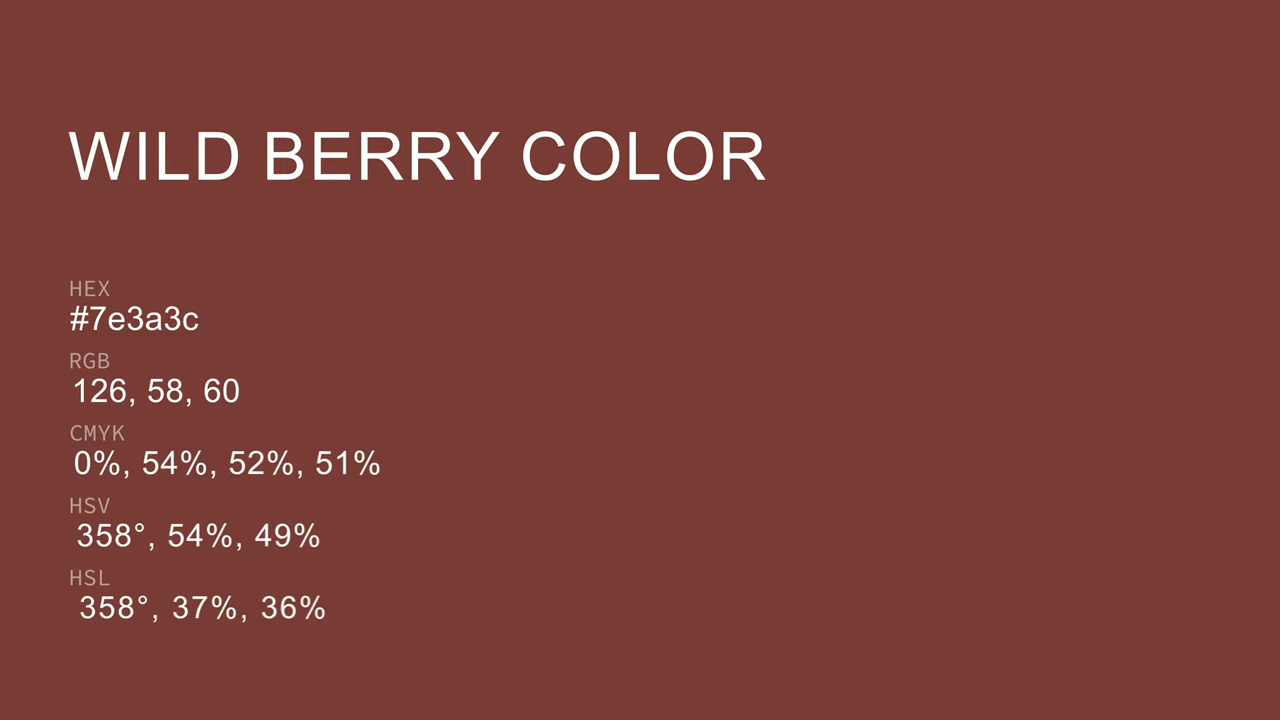 WILD BERRY COLOR
HEX
#7e3a3c
RGB
126, 58, 60
CMYK
0%, 54%, 52%, 51%
HSV
358°, 54%, 49%
HSL
358°, 37%, 36%